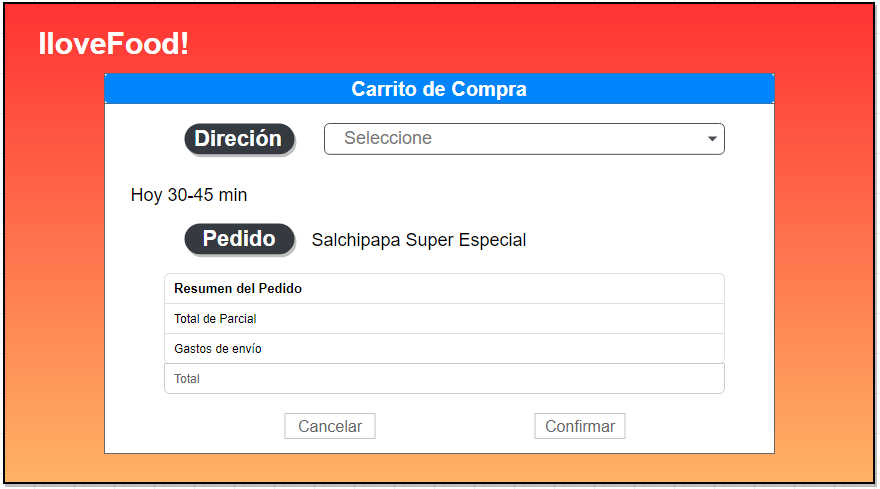 IloveFood!
Carrito de Compra
Direción
Seleccione
Hoy 30-45 min
Pedido
Salchipapa Super Especial
Resumen del Pedido
Total de Parcial
Gastos de envío
Total
Cancelar
Confirmar